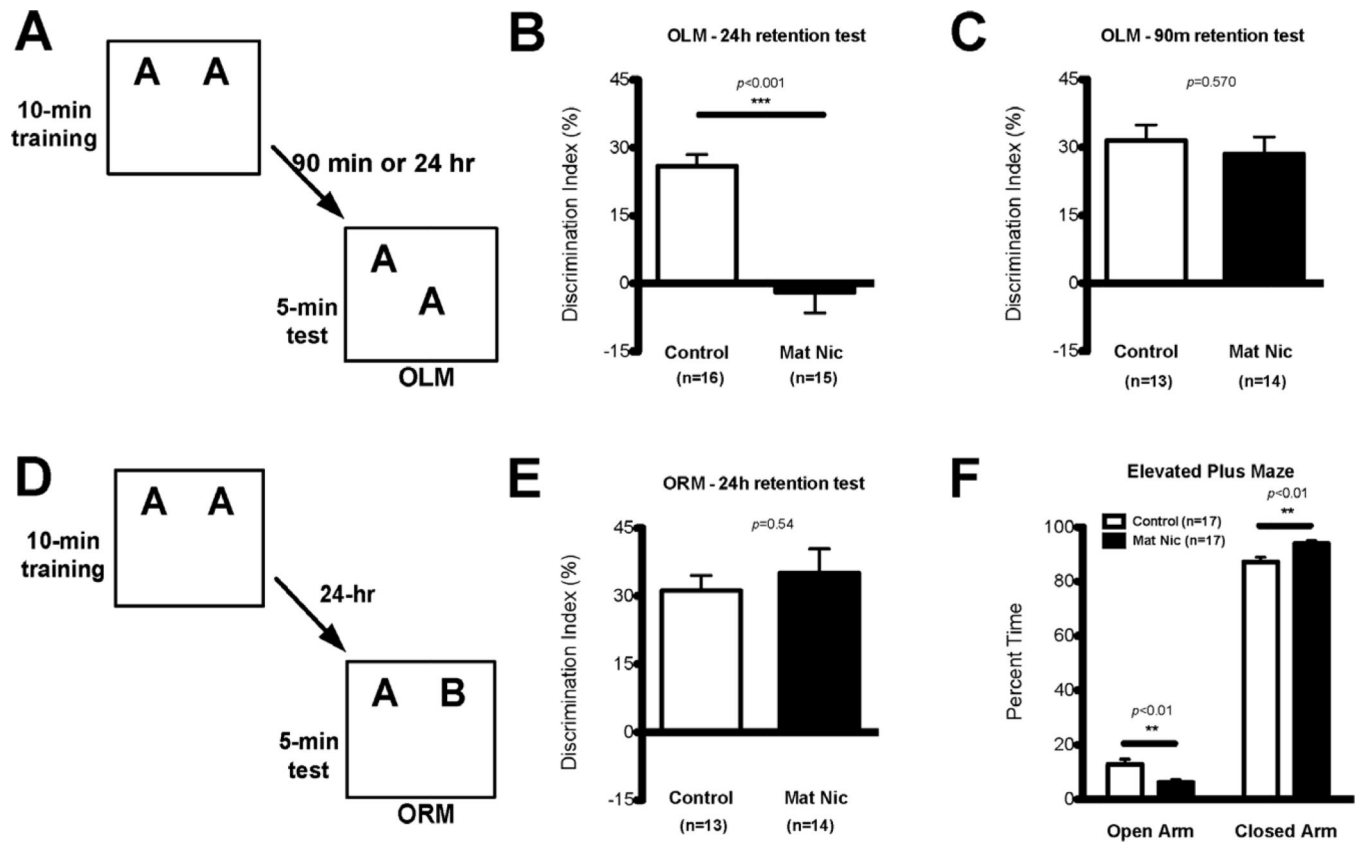 A
A A
10-min
training
90 min or 24 hr
A
A
5-min
test
OLM
B
OLM - 24h retention test
p<0.001
***
Discrimination Index (%)
45
30
15
0
-15
Control
Mat Nic
(n=16)
(n=15)
C
OLM - 90m retention test
p=0.570
Discrimination Index (%)
45
30
15
0
-15
Control
Mat Nic
(n=13)
(n=14)
D
A A
10-min
training
24-hr
A B
5-min
test
ORM
E
ORM - 24h retention test
p=0.54
Discrimination Index (%)
45
30
15
0
-15
Control
Mat Nic
(n=13)
(n=14)
F
Elevated Plus Maze
p<0.01
**
Control (n=17)
Mat Nic (n=17)
Percent Time
100
80
60
40
20
0
p<0.01
**
Open Arm
Closed Arm